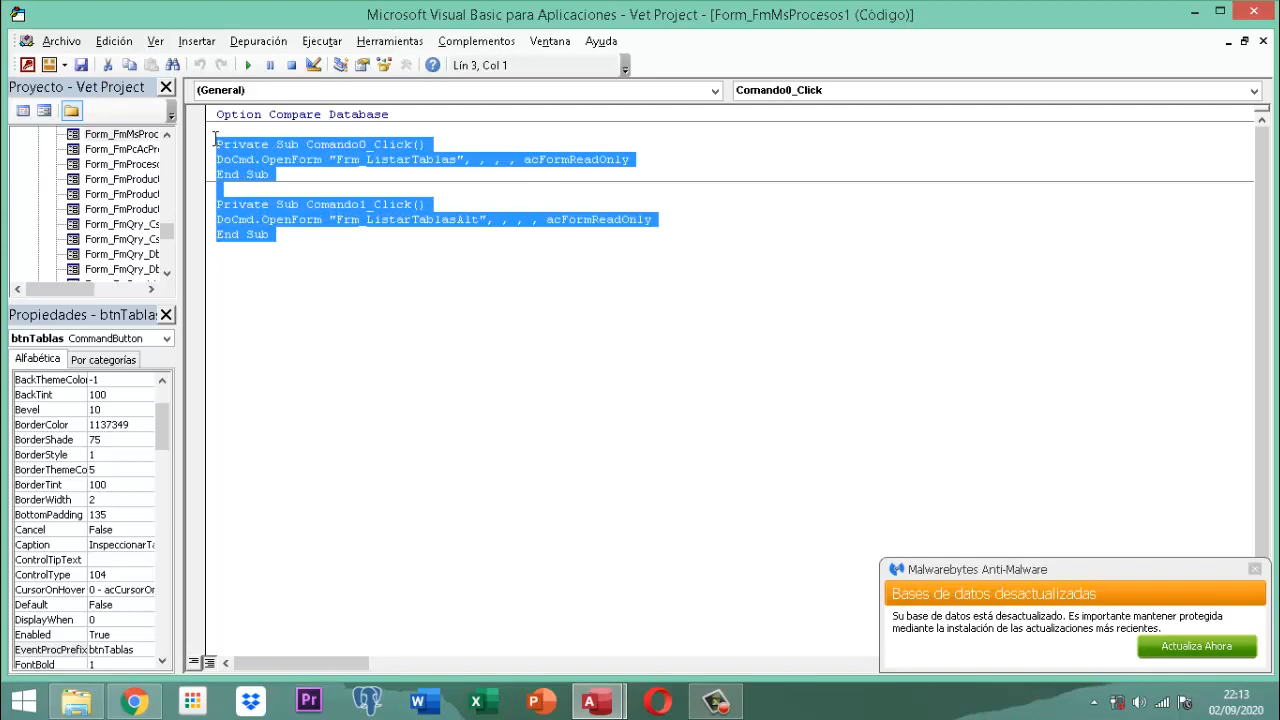 Microsoft Visual Basic para Aplicaciones - Vet Project - [Form_FmMsProcesos1 (Código)]
Archivo Edición Ver Insertar Depuración Ejecutar Herramientas Complementos Ventana Ayuda
Lín 3, Col 1
Proyecto - Vet Project
Form_FmMsProc
Form_FmPcAcPr
Form_FmProceso
Form_FmProduct
Form_FmProduct
Form_FmProduct
Form_FmQry_Cs
Form_FmQry_Cs
Form_FmQry_Db
Form_FmQry_Db
Propiedades - btnTablas
btnTablas CommandButton
Alfabética Por categorías
BackThemeColor -1
BackTint 100
Bevel 10
BorderColor 1137349
BorderShade 75
BorderStyle 1
BorderThemeCo 5
BorderTint 100
BorderWidth 2
BottomPadding 135
Cancel False
Caption InspeccionarTa
ControlTipText
ControlType 104
CursorOnHover 0 - acCursorOn
Default False
DisplayWhen 0
Enabled True
EventProcPrefix btnTablas
FontBold 1
(General) Comando0_Click
Option Compare Database
Private Sub Comando0_Click()
DoCmd.OpenForm "Frm_ListarTablas", , , , acFormReadOnly
End Sub
Private Sub Comando1_Click()
DoCmd.OpenForm "Frm_ListarTablasAlt", , , , acFormReadOnly
End Sub
Malwarebytes Anti-Malware
Bases de datos desactualizadas
Su base de datos está desactualizado. Es importante mantener protegida
mediante la instalación de las actualizaciones más recientes.
Actualiza Ahora
Pr
W
X
P
A
22:13
02/09/2020